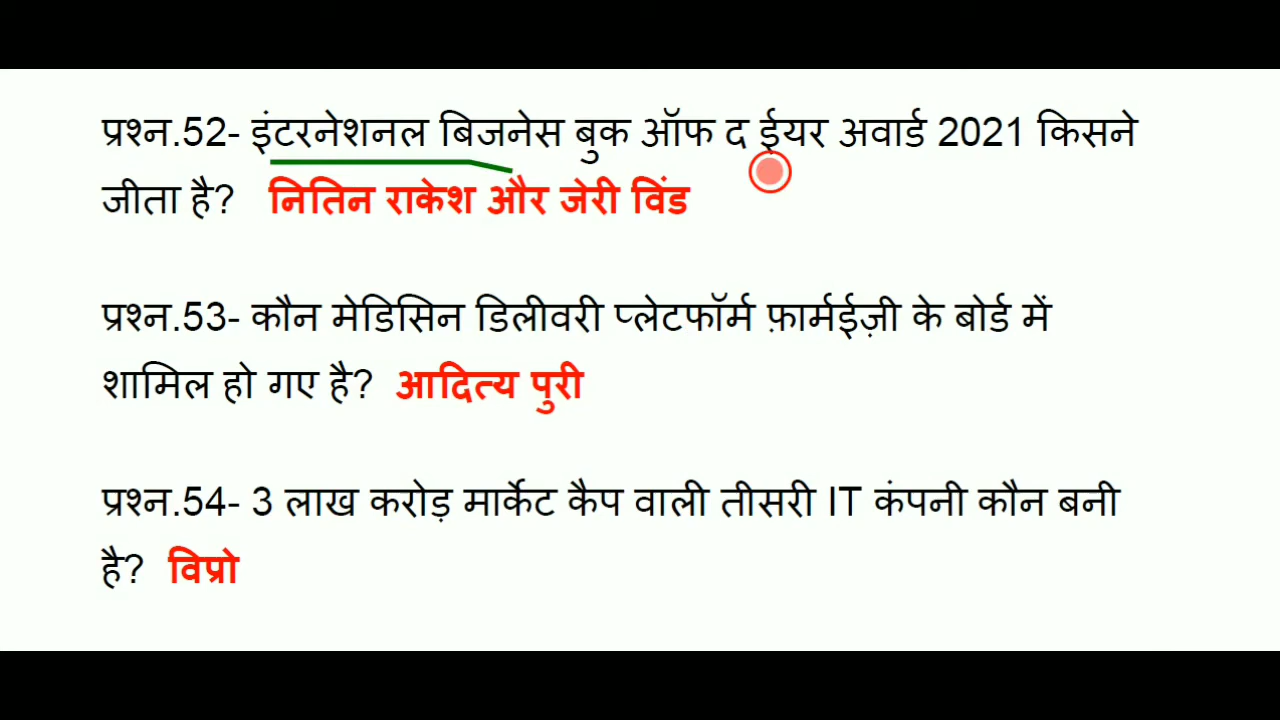 प्रश्न.52- इंटरनेशनल बिजनेस बुक ऑफ द ईयर अवार्ड 2021 किसने
जीता है? नितिन राकेश और जेरी विंड
प्रश्न.53- कौन मेडिसिन डिलीवरी प्लेटफॉर्म फ़ार्मईज़ी के बोर्ड में
शामिल हो गए है? आदित्य पुरी
प्रश्न.54- 3 लाख करोड़ मार्केट कैप वाली तीसरी IT कंपनी कौन बनी
है? विप्रो